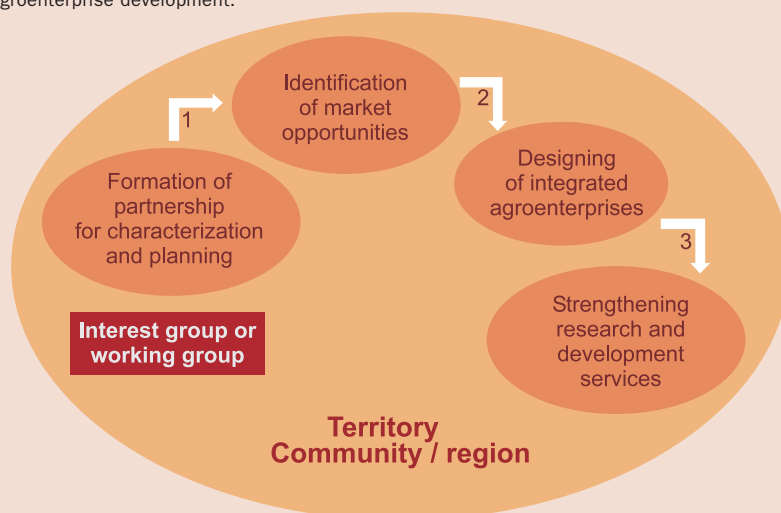 groenterprise development.
Identification
of market
opportunities
1
2
Formation of
partnership
for characterization
and planning
Designing
of integrated
agroenterprises
3
Interest group or
working group
Strengthening
research and
development
services
Territory
Community / region